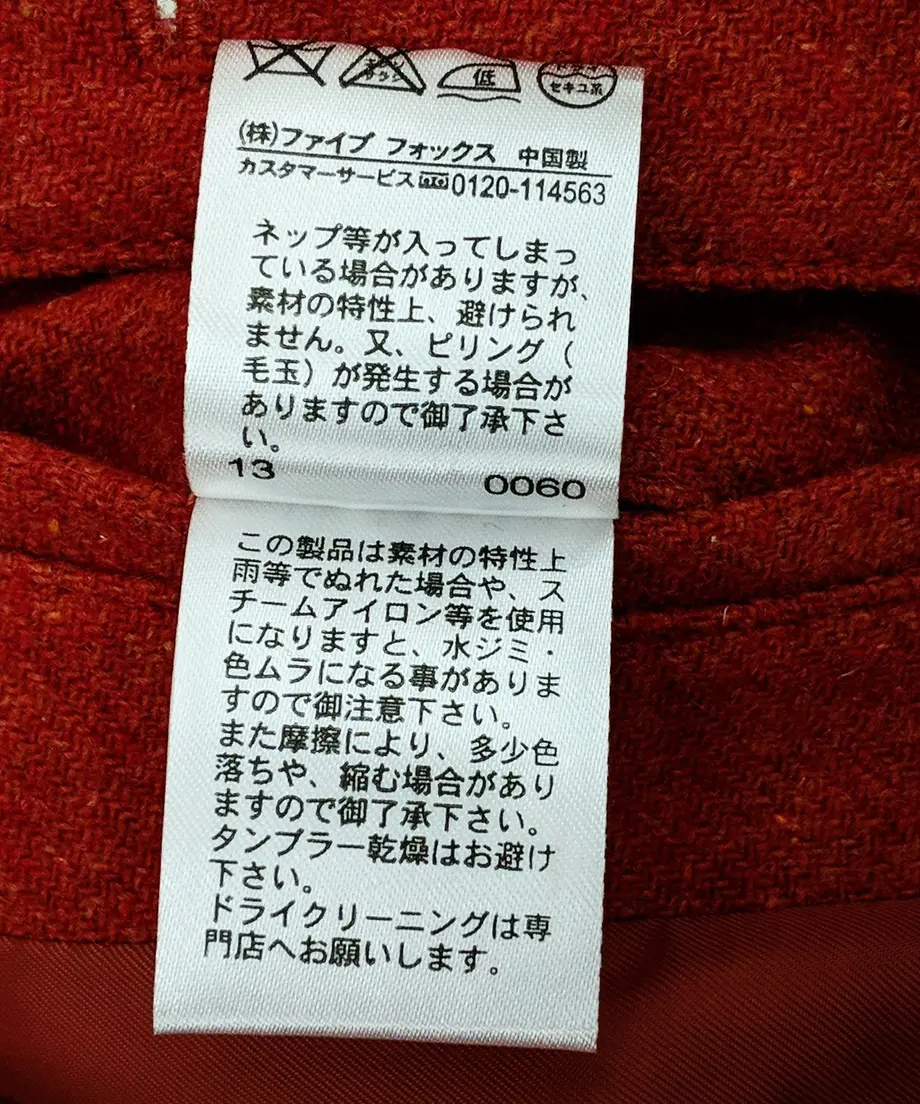 低
ドライ
セキユ系
(株)ファイブ フォックス 中国製
カスタマーサービス 0120-114563
ネップ等が入ってしまっ
ている場合がありますが、
素材の特性上、避けられ
ません。又、ピリング（
毛玉）が発生する場合が
ありますので御了承下さ
い。
13 0060
この製品は素材の特性上
雨等でぬれた場合や、ス
チームアイロン等を使用
になりますと、水ジミ・
色ムラになる事がありま
すので御注意下さい。
また摩擦により、多少色
落ちや、縮む場合があり
ますので御了承下さい。
タンブラー乾燥はお避け
下さい。
ドライクリーニングは専
門店へお願いします。